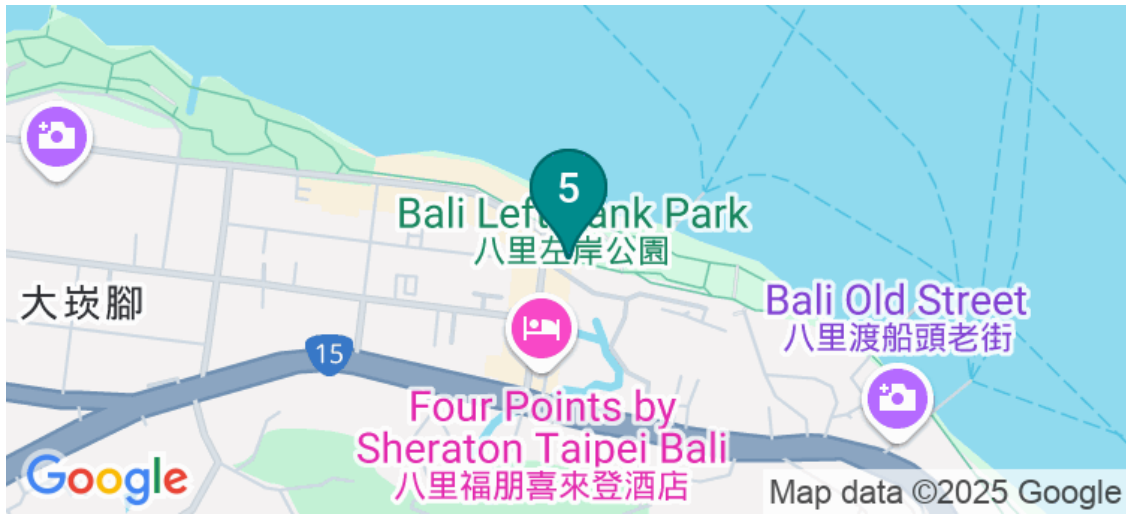 5
Bali Left Bank Park
八里左岸公園
大崁腳
Bali Old Street
八里渡船頭老街
15
Four Points by
Sheraton Taipei Bali
八里福朋喜來登酒店
Google
Map data ©2025 Google